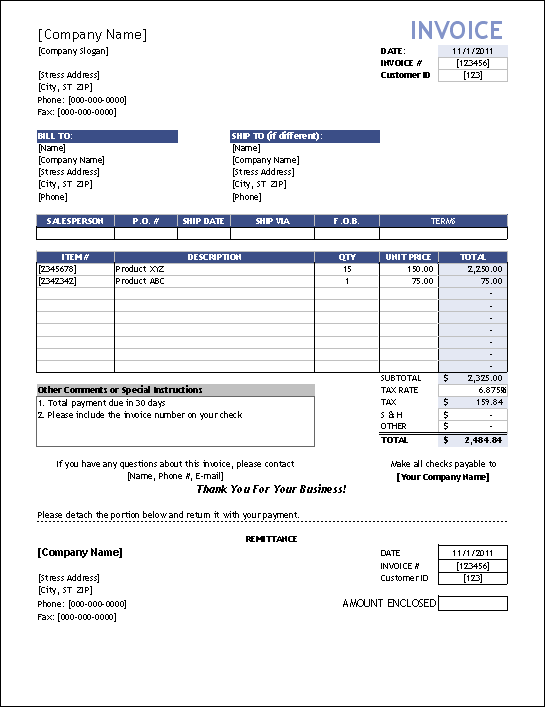 [Company Name] INVOICE
[Company Slogan] DATE: 11/1/2011
INVOICE # [123456]
[Stress Address] Customer ID [123]
[City, ST ZIP]
Phone: [000-000-0000]
Fax: [000-000-0000]
BILL TO: SHIP TO (if different):
[Name] [Name]
[Company Name] [Company Name]
[Stress Address] [Stress Address]
[City, ST ZIP] [City, ST ZIP]
[Phone] [Phone]
SALESPERSON P.O. # SHIP DATE SHIP VIA F.O.B. TERMS
ITEM # DESCRIPTION QTY UNIT PRICE TOTAL
[2345678] Product XYZ 15 150.00 2,250.00
[2342342] Product ABC 1 75.00 75.00
-
-
-
-
-
-
-
SUBTOTAL $ 2,325.00
Other Comments or Special Instructions TAX RATE 6.875%
1. Total payment due in 30 days TAX $ 159.84
2. Please include the invoice number on your check S & H $ -
OTHER $ -
TOTAL $ 2,484.84
If you have any questions about this invoice, please contact Make all checks payable to
[Name, Phone #, E-mail] [Your Company Name]
Thank You For Your Business!
Please detach the portion below and return it with your payment.
REMITTANCE
[Company Name] DATE 11/1/2011
INVOICE # [123456]
[Stress Address] Customer ID [123]
[City, ST ZIP]
Phone: [000-000-0000] AMOUNT ENCLOSED
Fax: [000-000-0000]